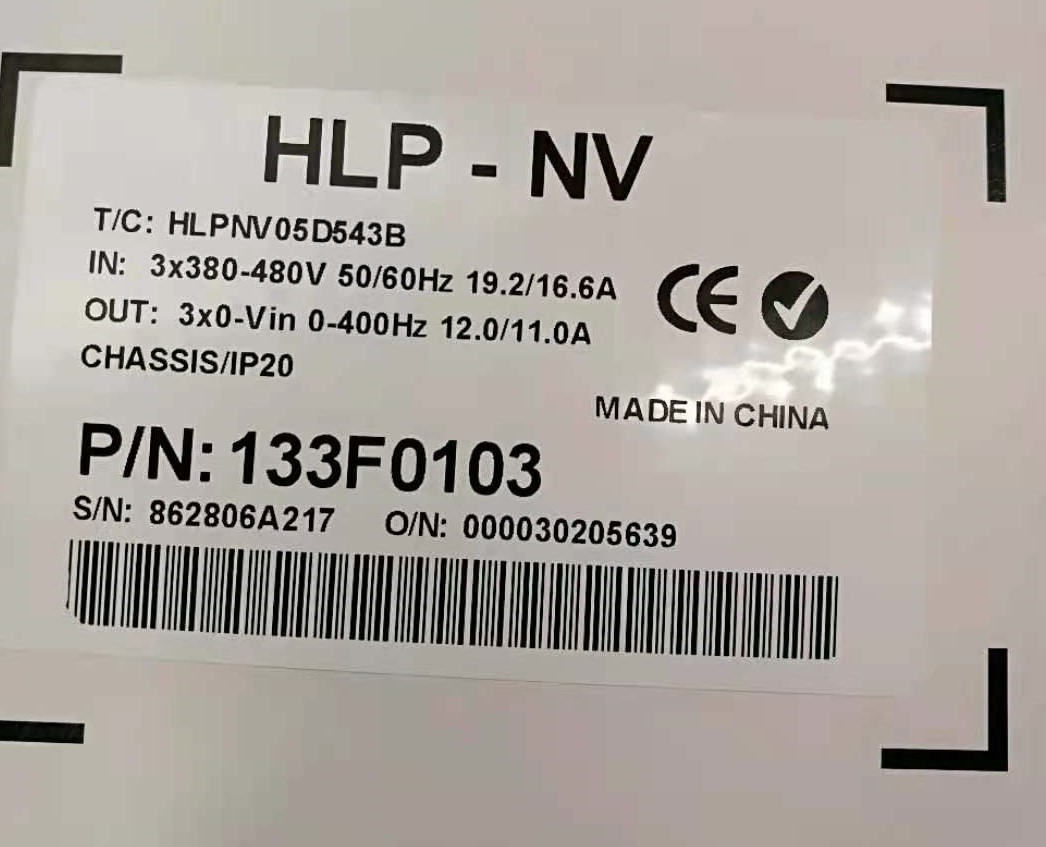 HLP - NV
T/C: HLPNV05D543B
IN: 3x380-480V 50/60Hz 19.2/16.6A
OUT: 3x0-Vin 0-400Hz 12.0/11.0A
CHASSIS/IP20
CE
MADE IN CHINA
P/N: 133F0103
S/N: 862806A217 O/N: 000030205639